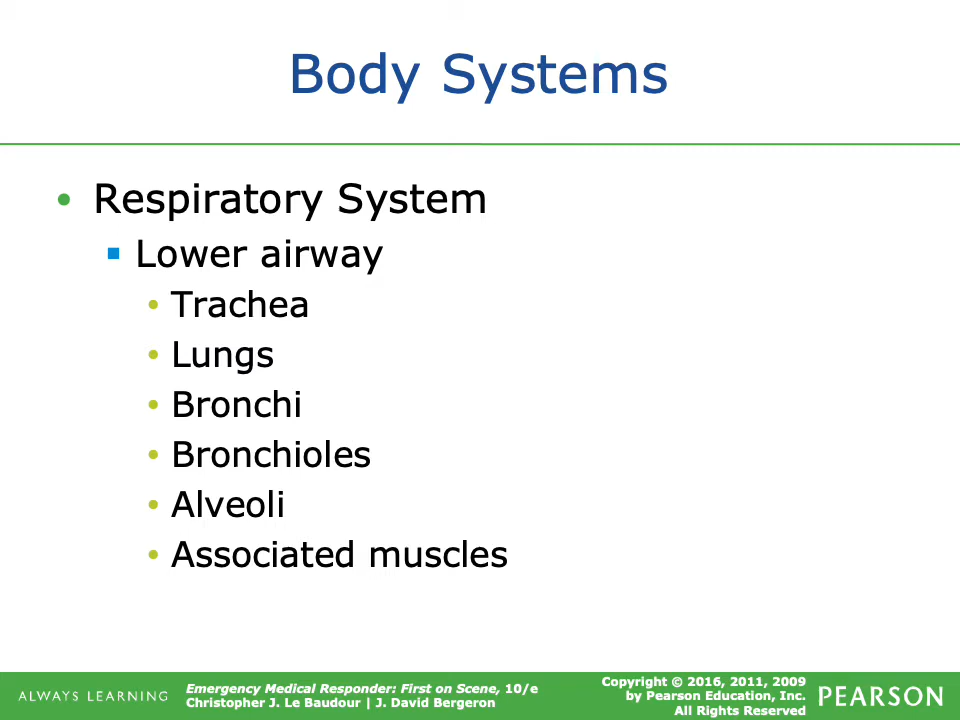 Body Systems
• Respiratory System
▪ Lower airway
• Trachea
• Lungs
• Bronchi
• Bronchioles
• Alveoli
• Associated muscles
ALWAYS LEARNING
Emergency Medical Responder: First on Scene, 10/e
Christopher J. Le Baudour | J. David Bergeron
Copyright © 2016, 2011, 2009
by Pearson Education, Inc.
All Rights Reserved
PEARSON